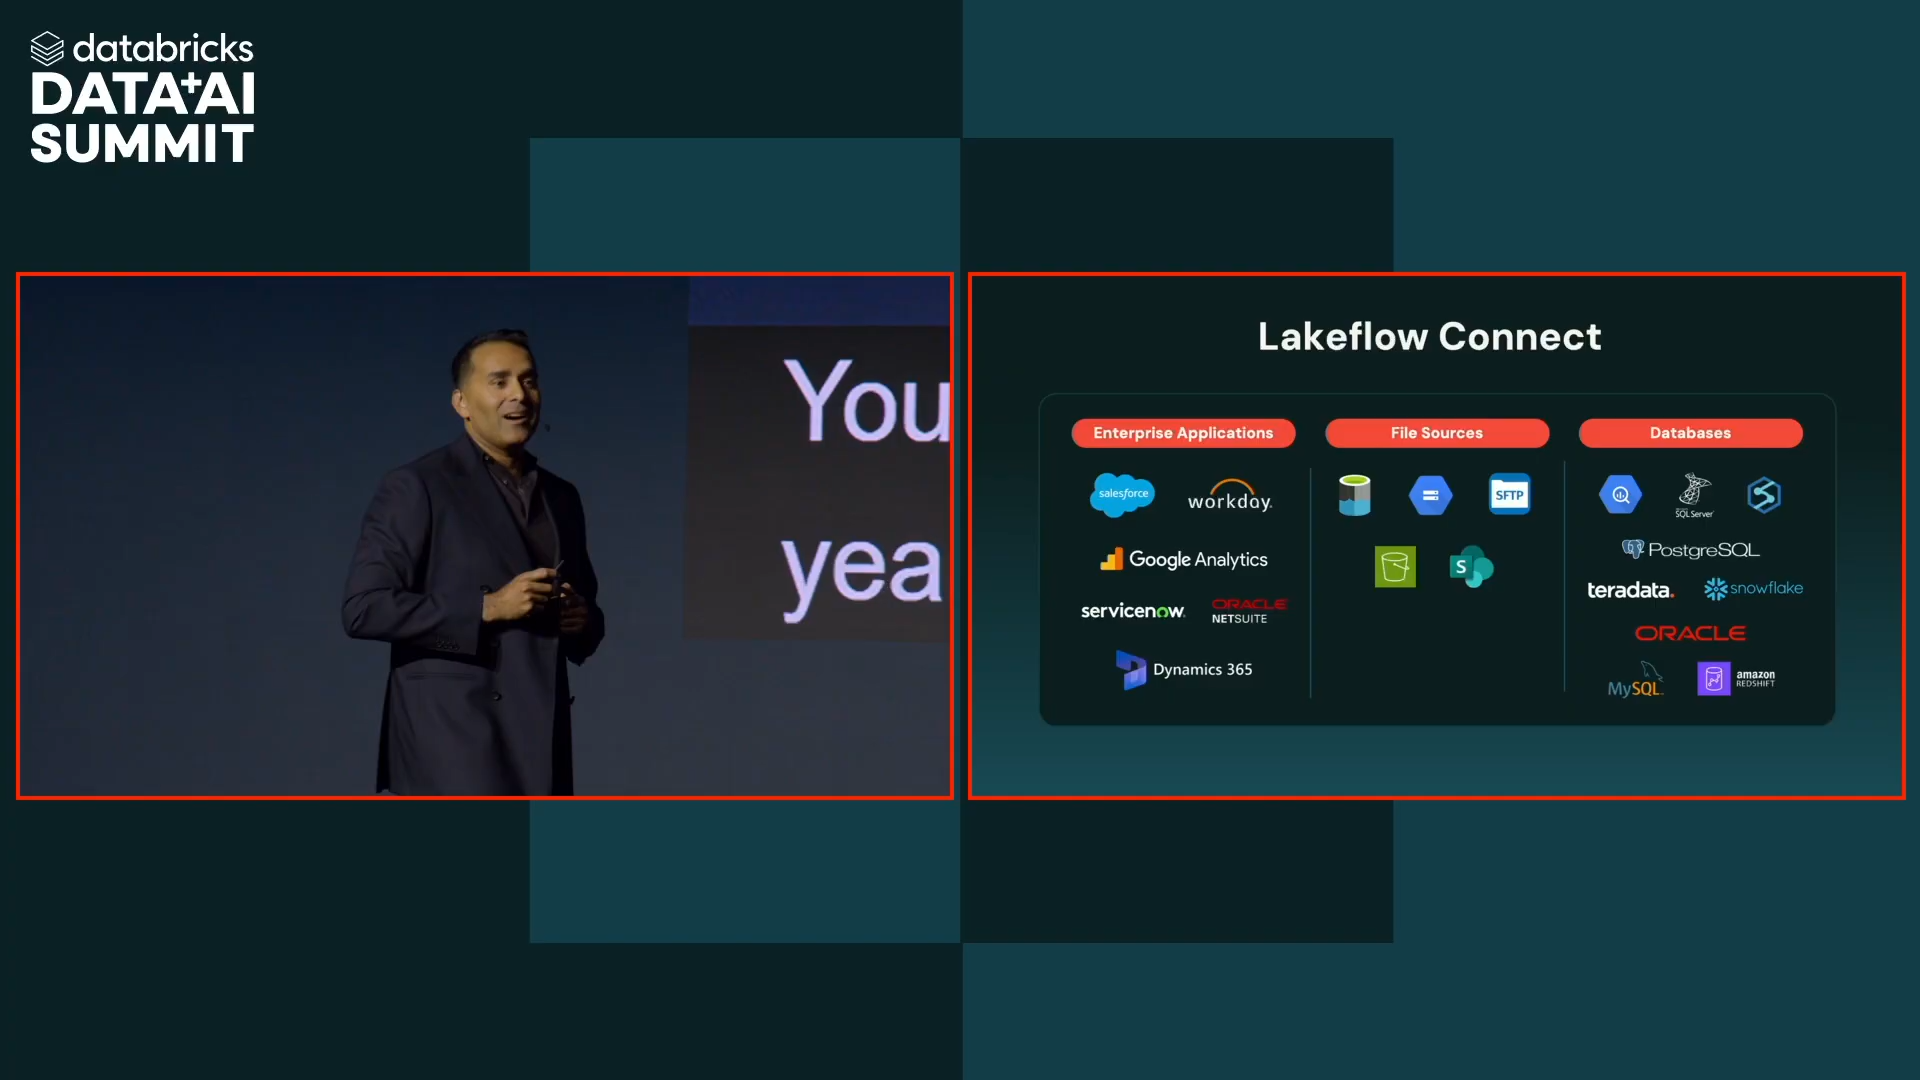 databricks
DATA+AI
SUMMIT
You
yea
Lakeflow Connect
Enterprise Applications
File Sources
Databases
salesforce
workday.
SFTP
SQL Server
Google Analytics
S
PostgreSQL
teradata.
snowflake
servicenow.
ORACLE
NETSUITE
ORACLE
Dynamics 365
MySQL
amazon
REDSHIFT